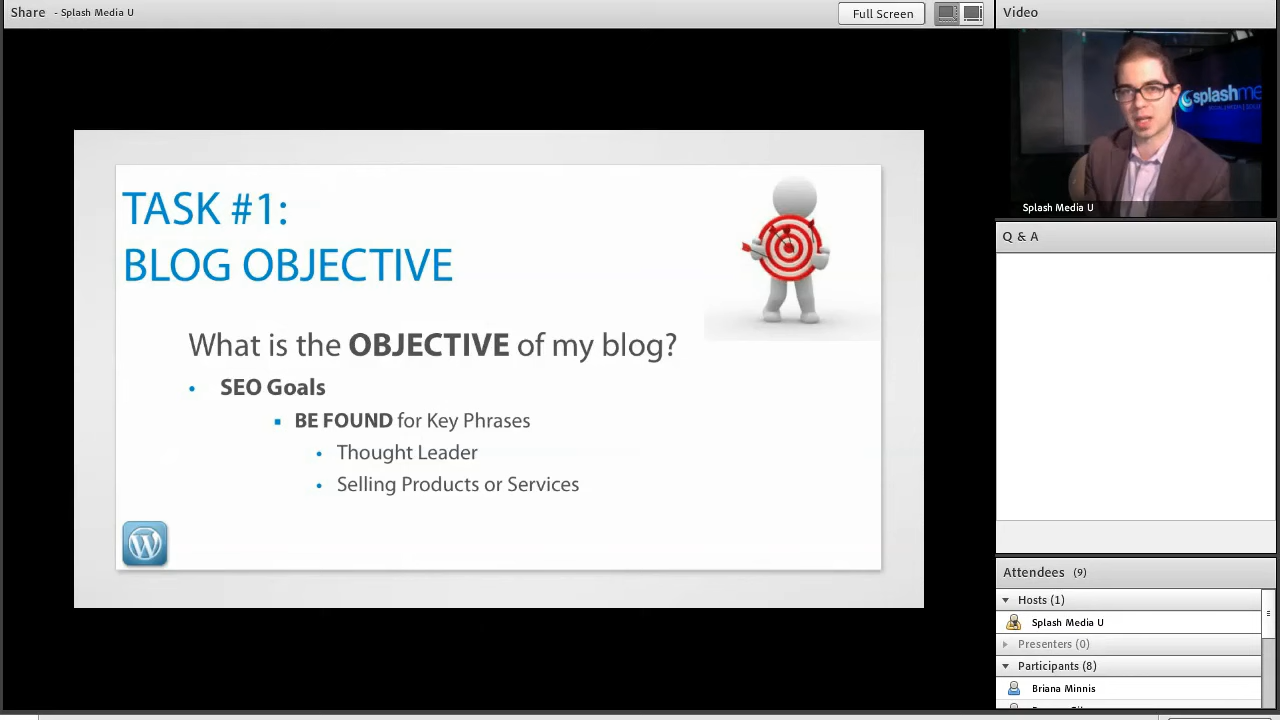 Share - Splash Media U
Full Screen
Video
TASK #1:
BLOG OBJECTIVE
What is the OBJECTIVE of my blog?
• SEO Goals
▪ BE FOUND for Key Phrases
• Thought Leader
• Selling Products or Services
W
splashme
Splash Media U
Q & A
Attendees (9)
Hosts (1)
Splash Media U
Presenters (0)
Participants (8)
Briana Minnis